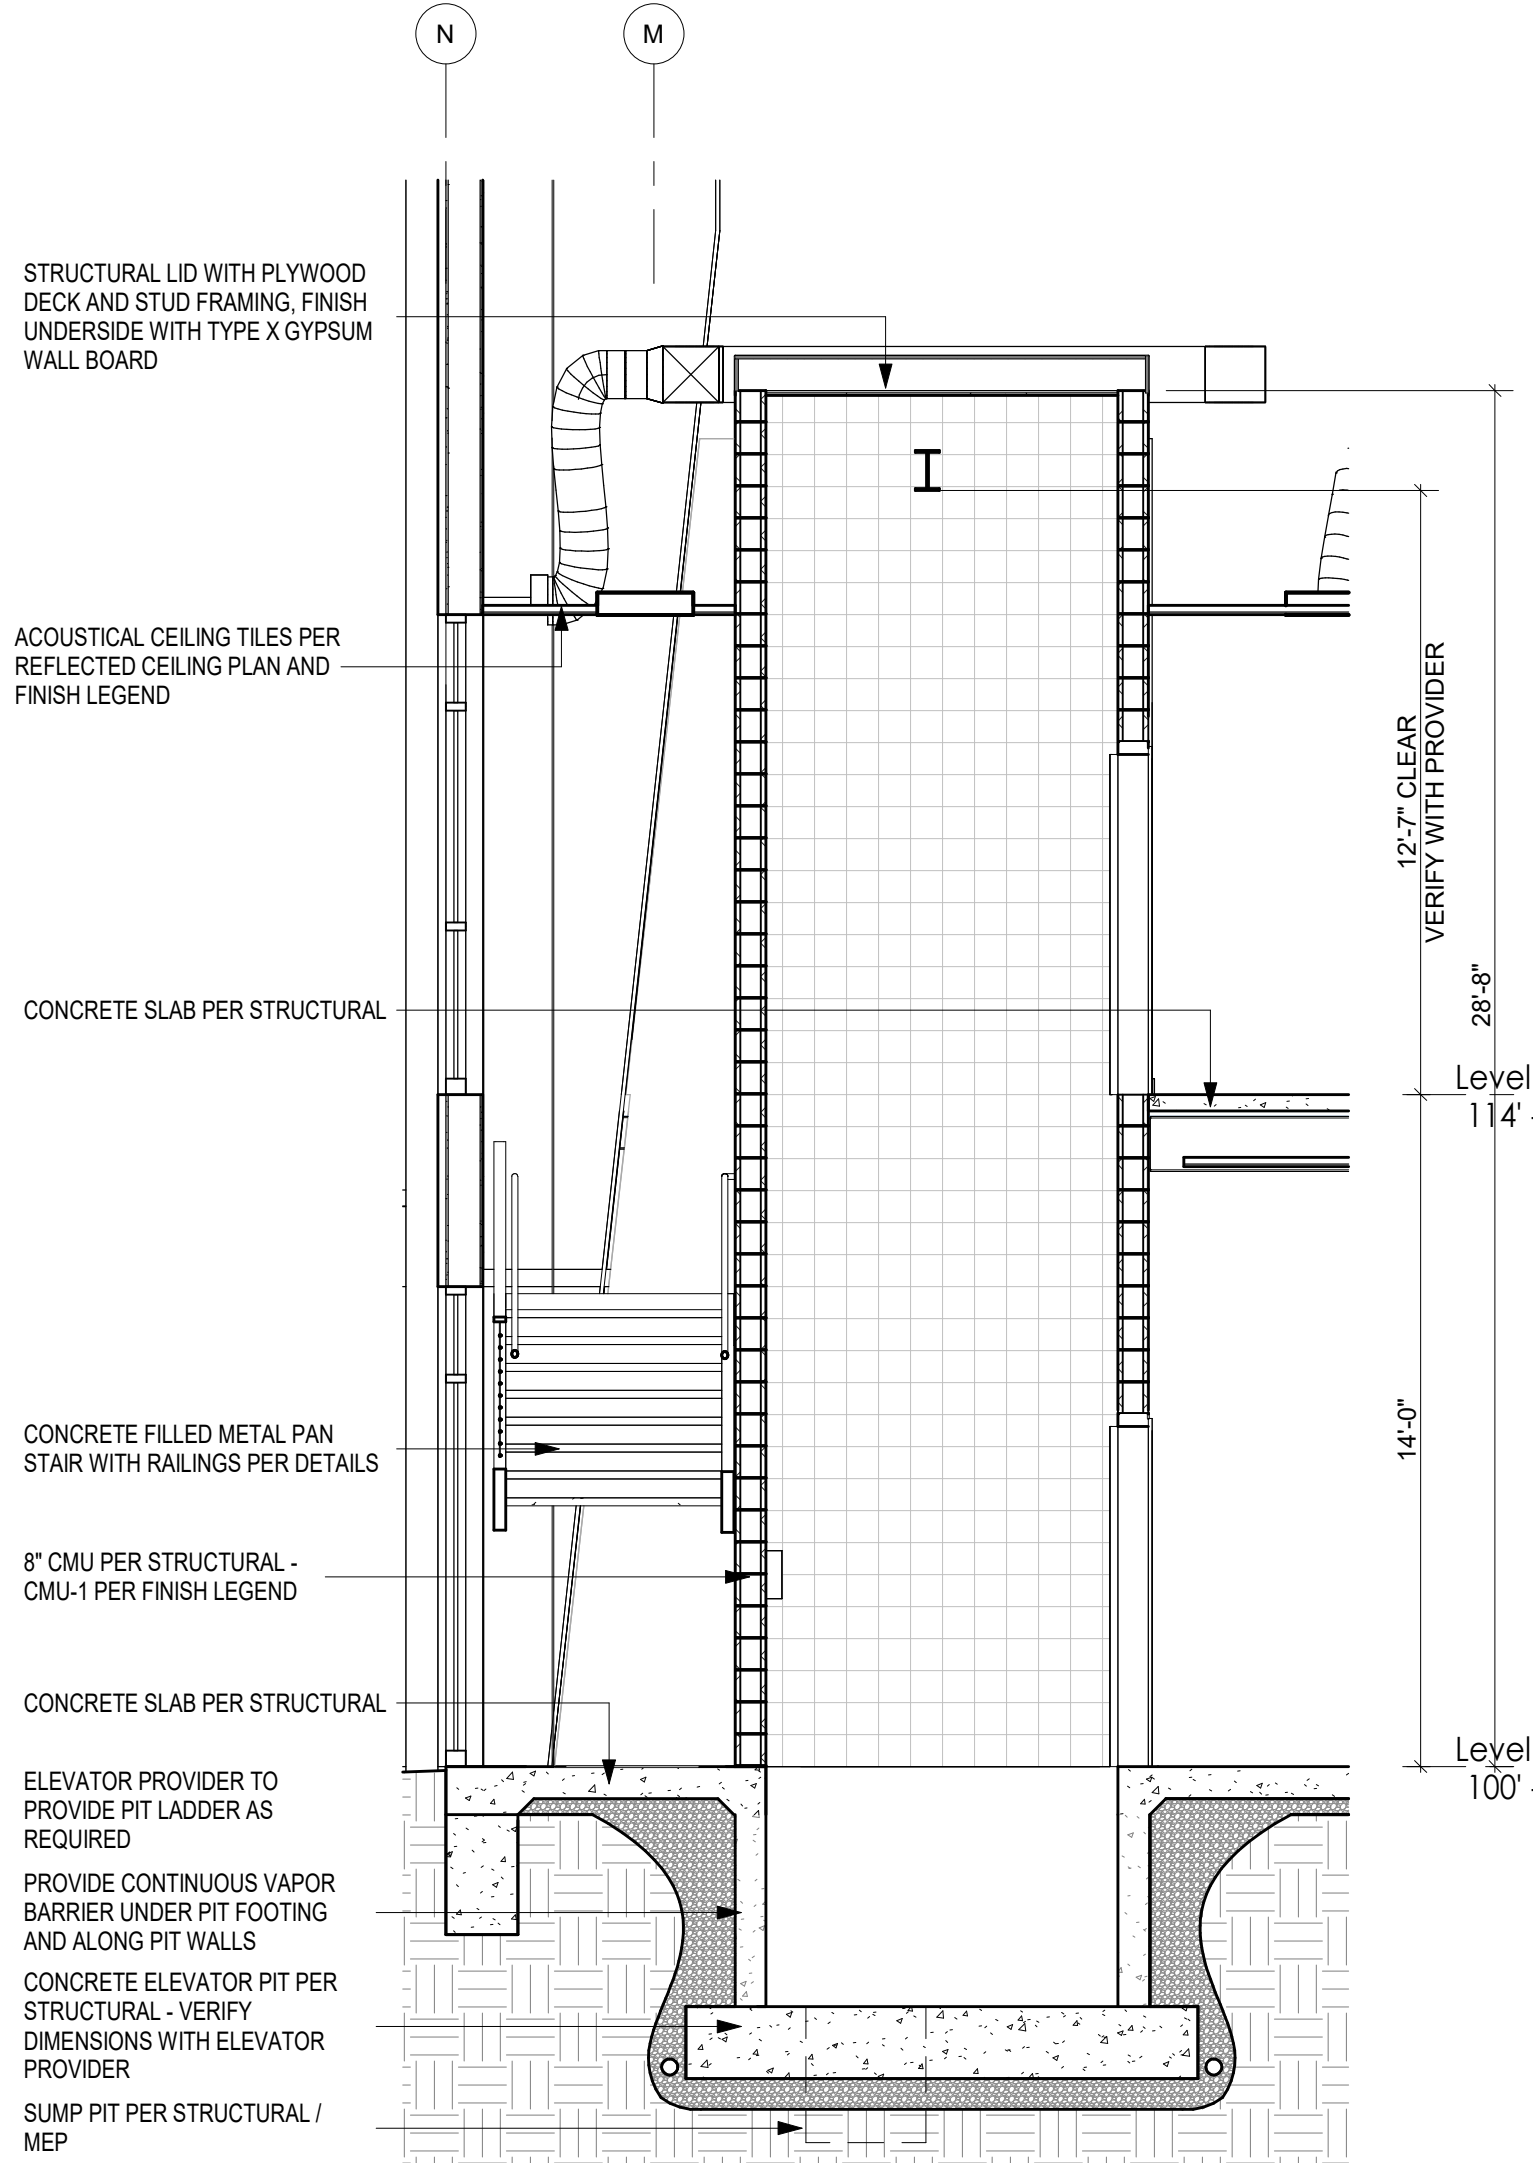 N
M
STRUCTURAL LID WITH PLYWOOD
DECK AND STUD FRAMING, FINISH
UNDERSIDE WITH TYPE X GYPSUM
WALL BOARD
ACOUSTICAL CEILING TILES PER
REFLECTED CEILING PLAN AND
FINISH LEGEND
12'-7" CLEAR
VERIFY WITH PROVIDER
28'-8"
CONCRETE SLAB PER STRUCTURAL
Level
114' -
14'-0"
CONCRETE FILLED METAL PAN
STAIR WITH RAILINGS PER DETAILS
8" CMU PER STRUCTURAL -
CMU-1 PER FINISH LEGEND
CONCRETE SLAB PER STRUCTURAL
Level
100' -
ELEVATOR PROVIDER TO
PROVIDE PIT LADDER AS
REQUIRED
PROVIDE CONTINUOUS VAPOR
BARRIER UNDER PIT FOOTING
AND ALONG PIT WALLS
CONCRETE ELEVATOR PIT PER
STRUCTURAL - VERIFY
DIMENSIONS WITH ELEVATOR
PROVIDER
SUMP PIT PER STRUCTURAL /
MEP